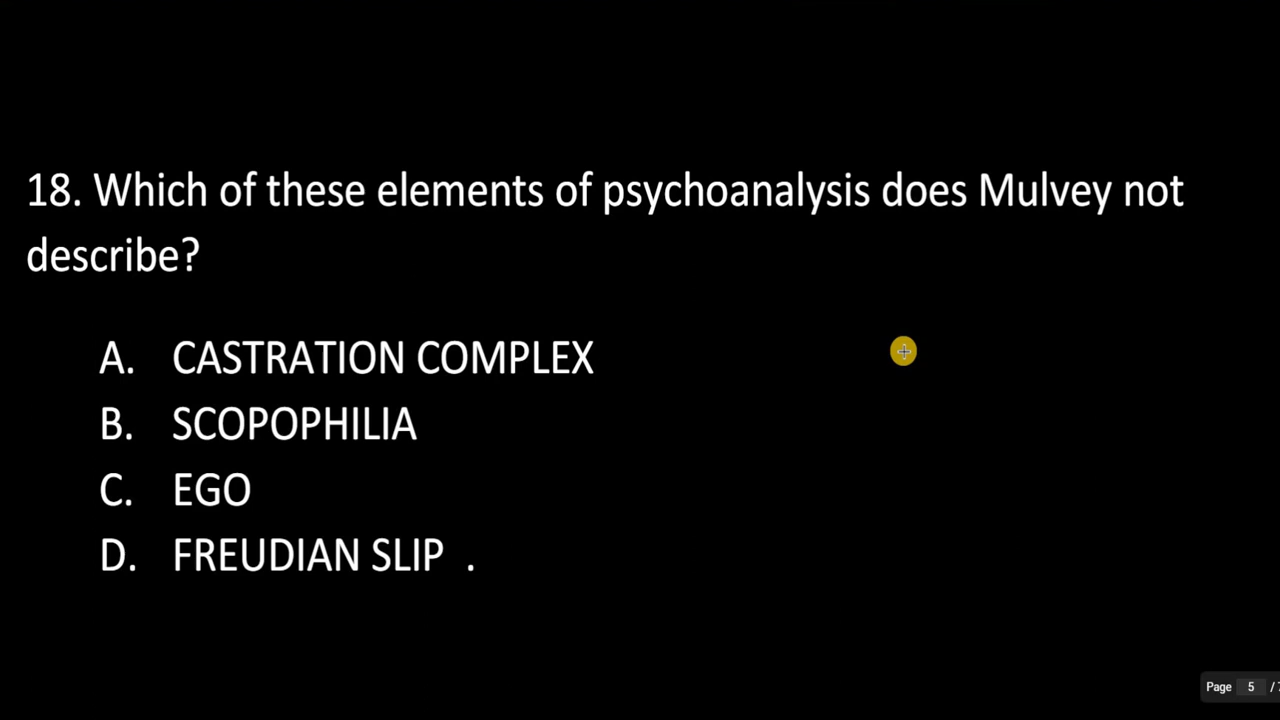 18. Which of these elements of psychoanalysis does Mulvey not
describe?
A. CASTRATION COMPLEX
B. SCOPOPHILIA
C. EGO
D. FREUDIAN SLIP .
Page 5 /